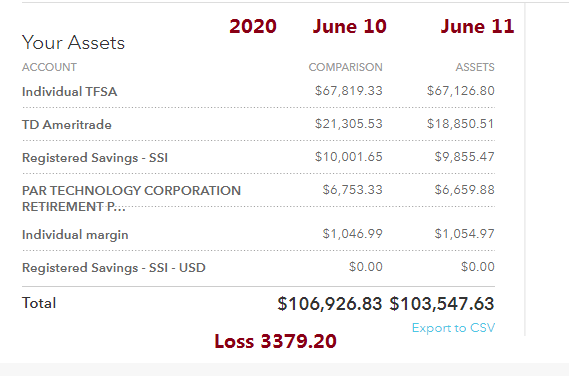 2020 June 10 June 11
Your Assets
ACCOUNT COMPARISON ASSETS
Individual TFSA $67,819.33 $67,126.80
TD Ameritrade $21,305.53 $18,850.51
Registered Savings - SSI $10,001.65 $9,855.47
PAR TECHNOLOGY CORPORATION $6,753.33 $6,659.88
RETIREMENT P...
Individual margin $1,046.99 $1,054.97
Registered Savings - SSI - USD $0.00 $0.00
Total $106,926.83 $103,547.63
Export to CSV
Loss 3379.20